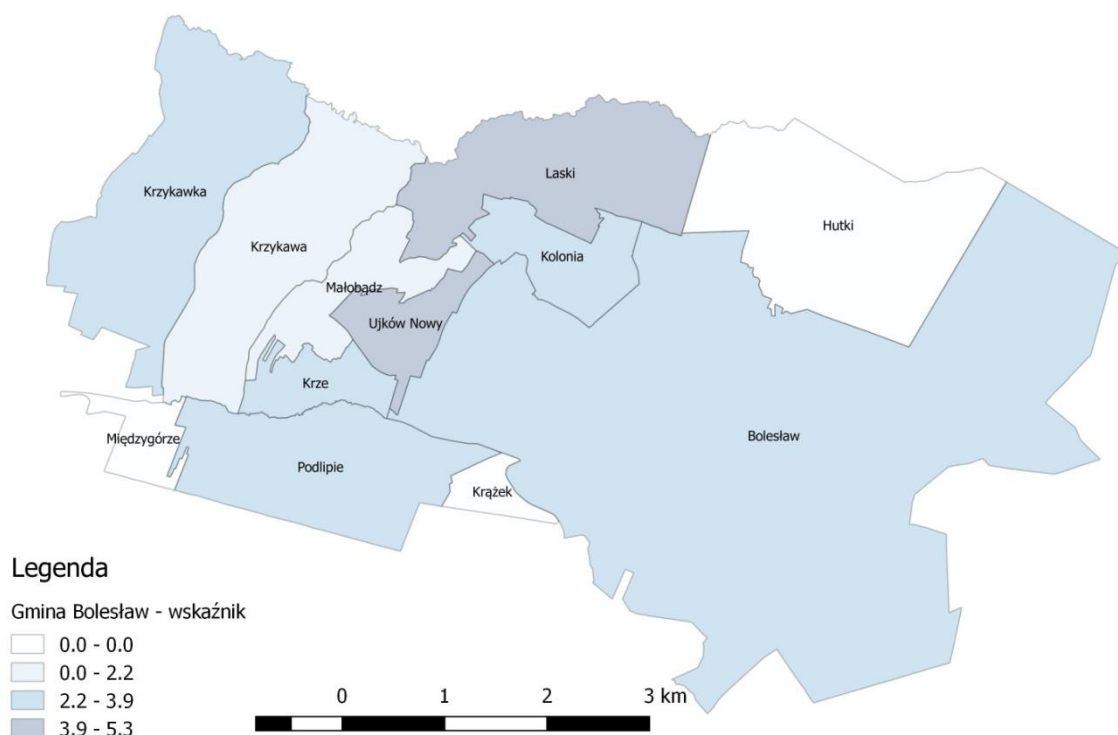 Krzykawka
Laski
Hutki
Krzykawa
Kolonia
Małobądz
Ujków Nowy
Krze
Międzygórze
Bolesław
Podlipie
Krążek
Legenda
Gmina Bolesław - wskaźnik
0.0 - 0.0
0.0 - 2.2
2.2 - 3.9
3.9 - 5.3
0 1 2 3 km